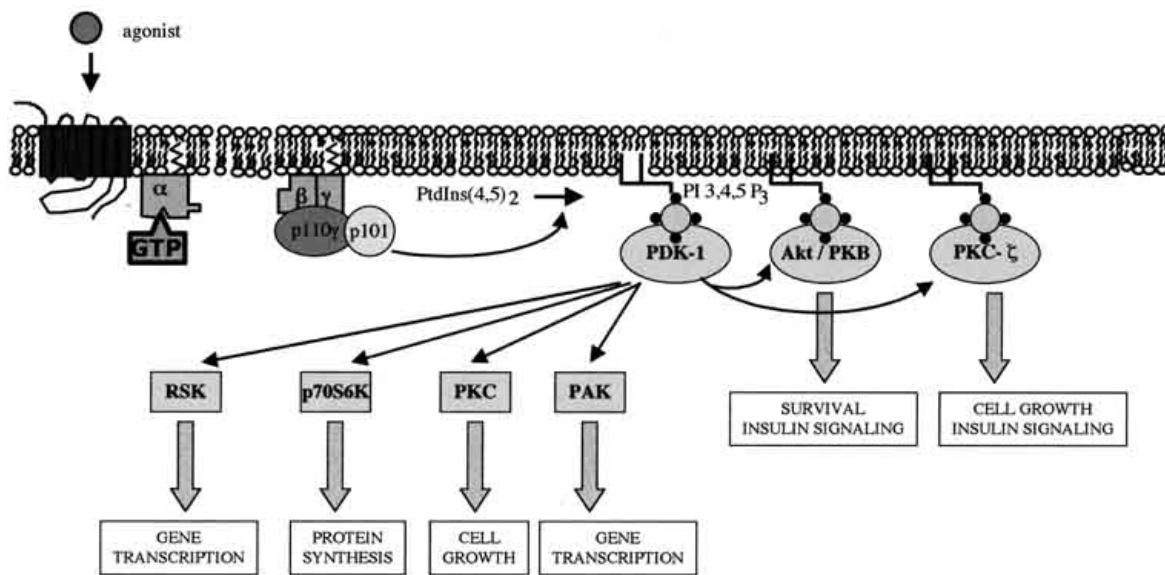 agonist
α
GTP
β γ
p110γ p101
PtdIns(4,5)2
PI 3,4,5 P3
PDK-1
Akt / PKB
PKC- ζ
RSK
p70S6K
PKC
PAK
SURVIVAL
INSULIN SIGNALING
CELL GROWTH
INSULIN SIGNALING
GENE
TRANSCRIPTION
PROTEIN
SYNTHESIS
CELL
GROWTH
GENE
TRANSCRIPTION